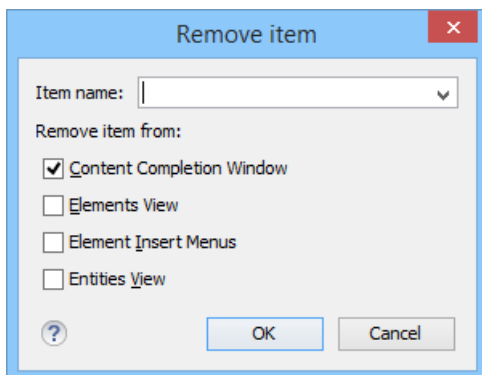 Remove item
Item name:
Remove item from:
Content Completion Window
Elements View
Element Insert Menus
Entities View
? OK Cancel